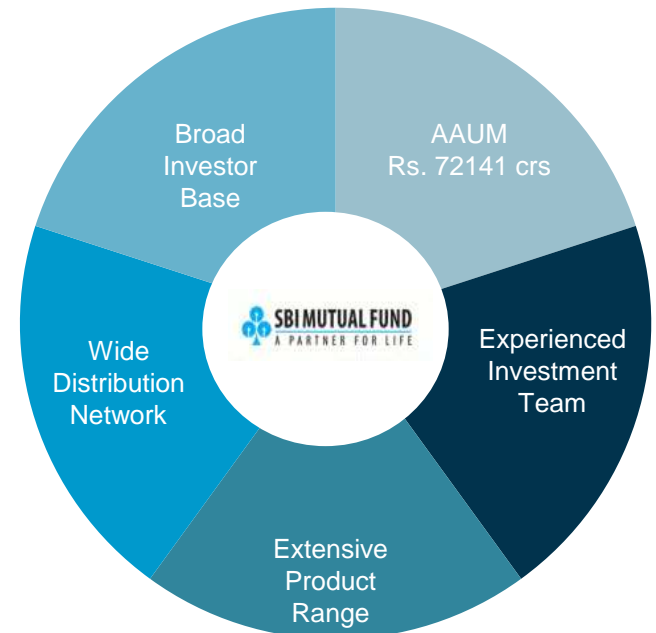 AAUM
Rs. 72141 crs
Experienced
Investment
Team
Extensive
Product
Range
Wide
Distribution
Network
Broad
Investor
Base
SBI MUTUAL FUND
A PARTNER FOR LIFE